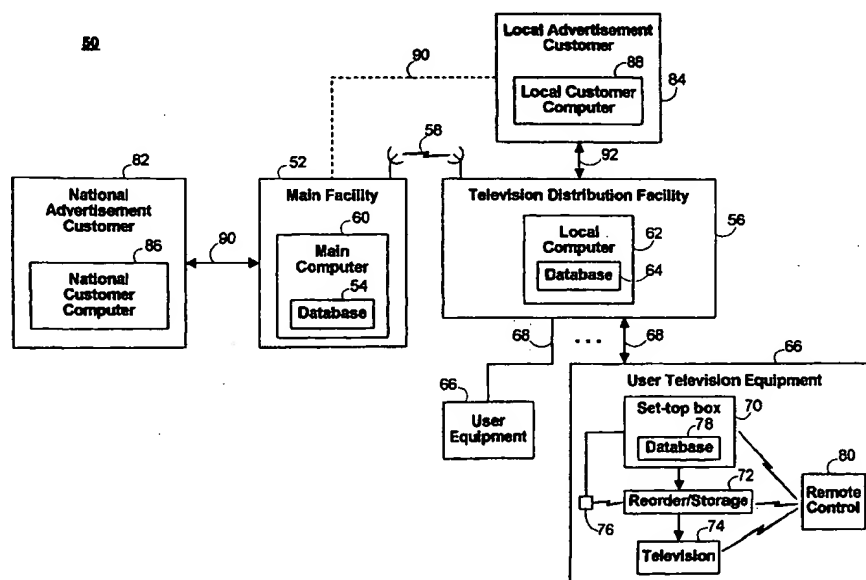 50
Local Advertisement
Customer
88
Local Customer
Computer
84
90
58
92
82
National
Advertisement
Customer
86
National
Customer
Computer
90
52
Main Facility
60
Main
Computer
54
Database
Television Distribution Facility
56
Local
Computer
62
Database
64
68
...
68
66
User
Equipment
66
User Television Equipment
Set-top box
70
78
Database
72
Reorder/Storage
76
74
Television
80
Remote
Control